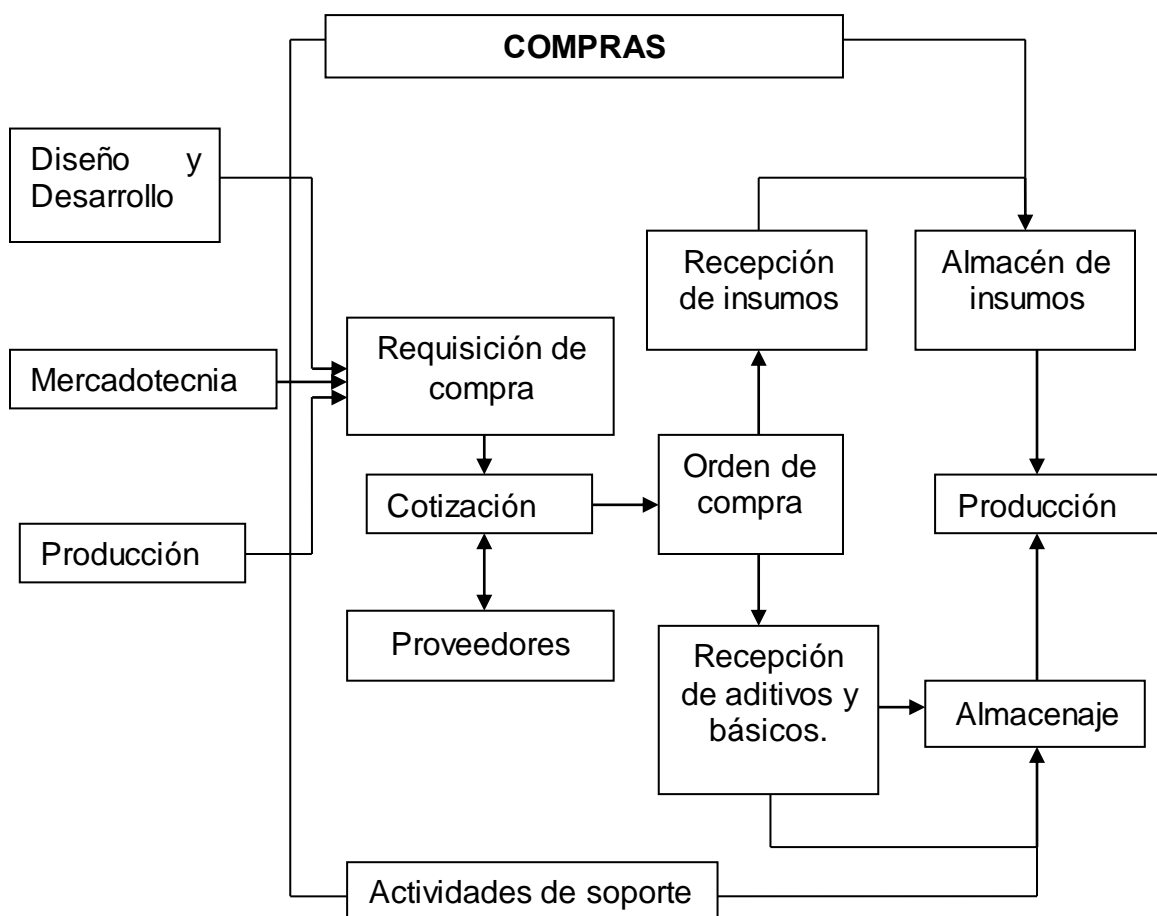 COMPRAS
Diseño y
Desarrollo
Recepción
de insumos
Almacén de
insumos
Requisición de
compra
Mercadotecnia
Orden de
compra
Cotización
Producción
Producción
Proveedores
Recepción
de aditivos y
básicos.
Almacenaje
Actividades de soporte